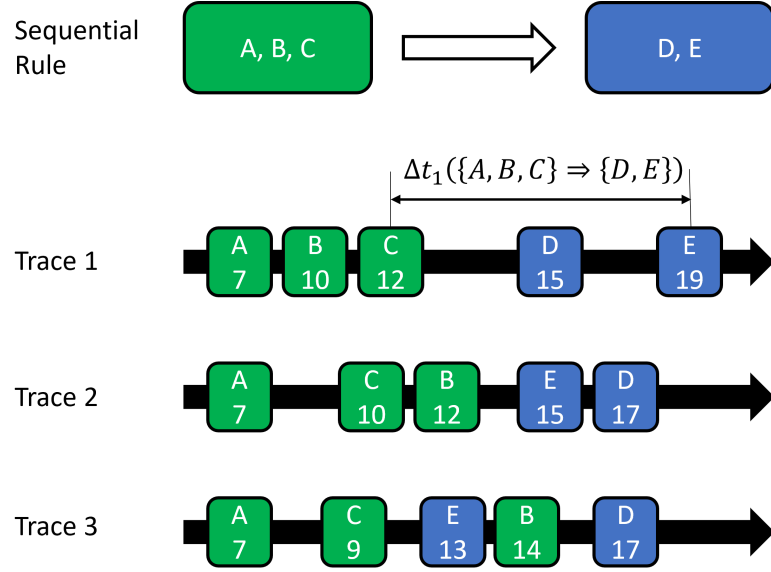 Sequential
Rule
A, B, C
D, E
Δt₁({A, B, C} ⇒ {D, E})
Trace 1
A
7
B
10
C
12
D
15
E
19
Trace 2
A
7
C
10
B
12
E
15
D
17
Trace 3
A
7
C
9
E
13
B
14
D
17